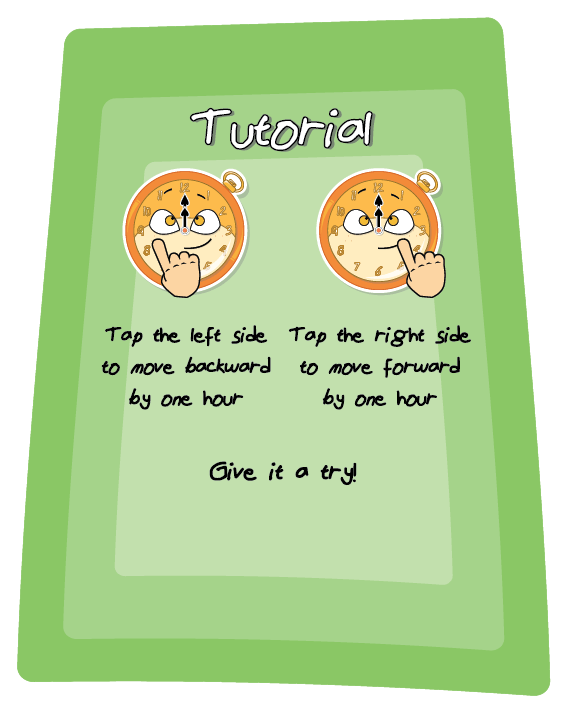 Tutorial
Tap the left side
to move backward
by one hour
Tap the right side
to move forward
by one hour
Give it a try!